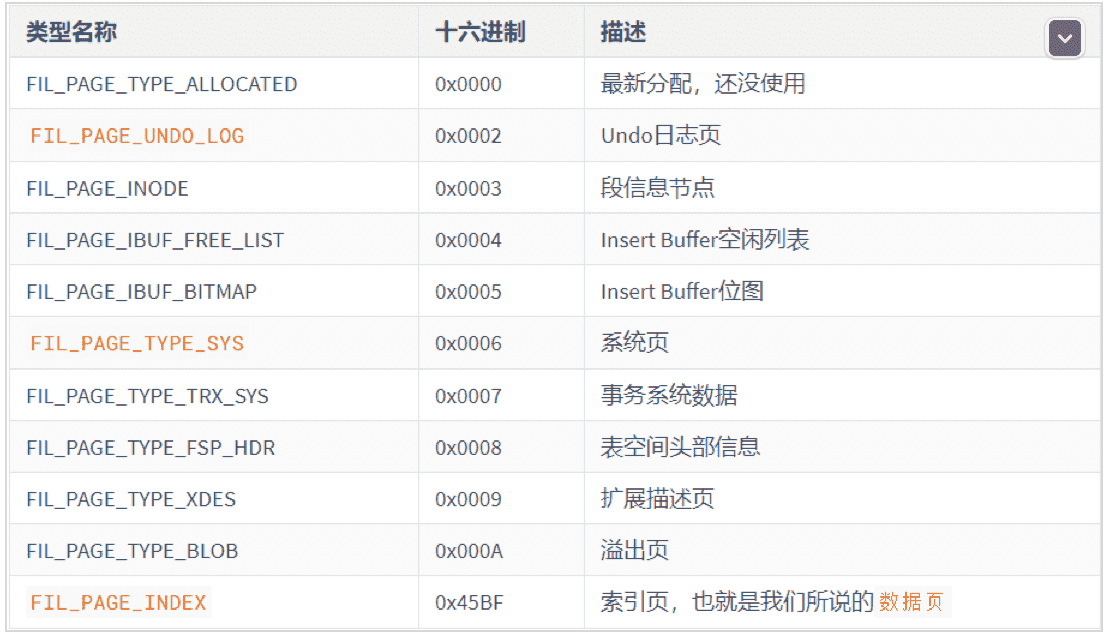 类型名称 十六进制 描述
FIL_PAGE_TYPE_ALLOCATED 0x0000 最新分配，还没使用
FIL_PAGE_UNDO_LOG 0x0002 Undo日志页
FIL_PAGE_INODE 0x0003 段信息节点
FIL_PAGE_IBUF_FREE_LIST 0x0004 Insert Buffer空闲列表
FIL_PAGE_IBUF_BITMAP 0x0005 Insert Buffer位图
FIL_PAGE_TYPE_SYS 0x0006 系统页
FIL_PAGE_TYPE_TRX_SYS 0x0007 事务系统数据
FIL_PAGE_TYPE_FSP_HDR 0x0008 表空间头部信息
FIL_PAGE_TYPE_XDES 0x0009 扩展描述页
FIL_PAGE_TYPE_BLOB 0x000A 溢出页
FIL_PAGE_INDEX 0x45BF 索引页，也就是我们所说的 数据页